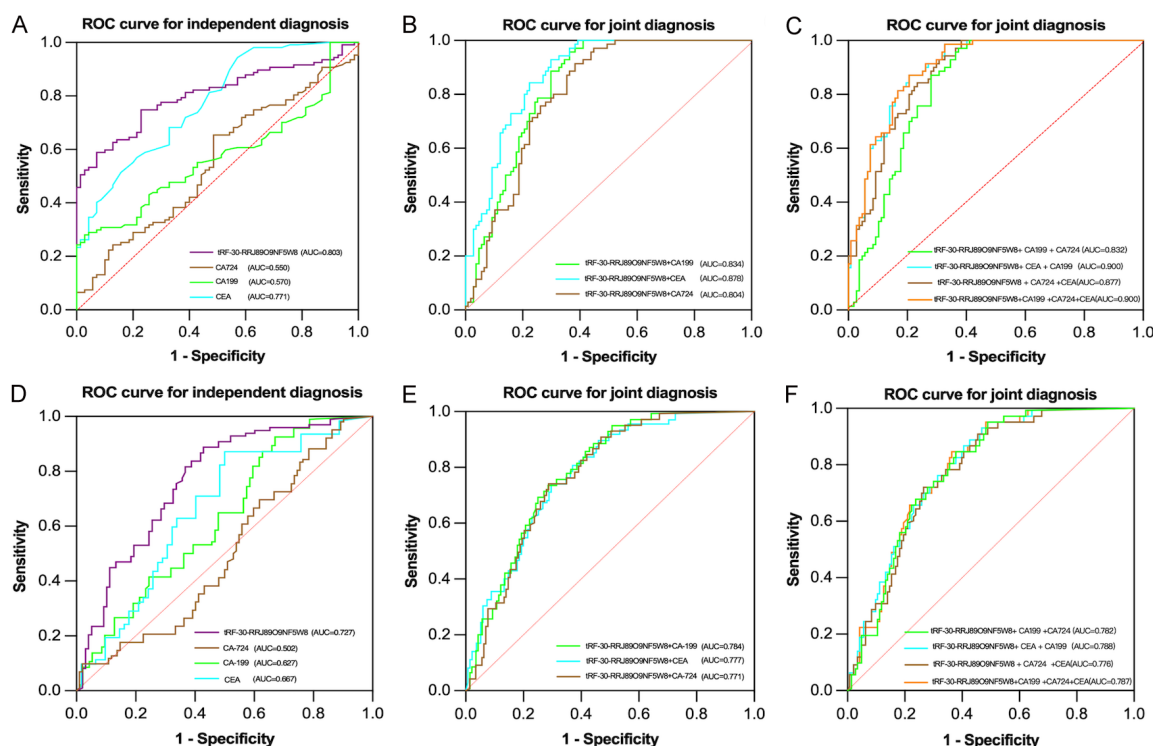 A
ROC curve for independent diagnosis
Sensitivity
1.0
0.8
0.6
0.4
0.2
0.0
tRF-30-RRJ89O9NF5W8 (AUC=0.803)
CA724 (AUC=0.550)
CA199 (AUC=0.570)
CEA (AUC=0.771)
0.0 0.2 0.4 0.6 0.8 1.0
1 - Specificity
B
ROC curve for joint diagnosis
Sensitivity
1.0
0.8
0.6
0.4
0.2
0.0
tRF-30-RRJ89O9NF5W8+CA199 (AUC=0.834)
tRF-30-RRJ89O9NF5W8+CEA (AUC=0.878)
tRF-30-RRJ89O9NF5W8+CA724 (AUC=0.804)
0.0 0.2 0.4 0.6 0.8 1.0
1 - Specificity
C
ROC curve for joint diagnosis
Sensitivity
1.0
0.8
0.6
0.4
0.2
0.0
tRF-30-RRJ89O9NF5W8+ CA199 + CA724 (AUC=0.832)
tRF-30-RRJ89O9NF5W8+ CEA + CA199 (AUC=0.900)
tRF-30-RRJ89O9NF5W8 + CA724 +CEA(AUC=0.877)
tRF-30-RRJ89O9NF5W8+CA199 +CA724+CEA(AUC=0.900)
0.0 0.2 0.4 0.6 0.8 1.0
1 - Specificity
D
ROC curve for independent diagnosis
Sensitivity
1.0
0.8
0.6
0.4
0.2
0.0
tRF-30-RRJ89O9NF5W8 (AUC=0.727)
CA-724 (AUC=0.502)
CA-199 (AUC=0.627)
CEA (AUC=0.667)
0.0 0.2 0.4 0.6 0.8 1.0
1 - Specificity
E
ROC curve for joint diagnosis
Sensitivity
1.0
0.8
0.6
0.4
0.2
0.0
tRF-30-RRJ89O9NF5W8+CA-199 (AUC=0.784)
tRF-30-RRJ89O9NF5W8+CEA (AUC=0.777)
tRF-30-RRJ89O9NF5W8+CA-724 (AUC=0.771)
0.0 0.2 0.4 0.6 0.8 1.0
1 - Specificity
F
ROC curve for joint diagnosis
Sensitivity
1.0
0.8
0.6
0.4
0.2
0.0
tRF-30-RRJ89O9NF5W8+ CA199 +CA724 (AUC=0.782)
tRF-30-RRJ89O9NF5W8+ CEA + CA199 (AUC=0.788)
tRF-30-RRJ89O9NF5W8 + CA724 +CEA(AUC=0.776)
tRF-30-RRJ89O9NF5W8+CA199 +CA724+CEA(AUC=0.787)
0.0 0.2 0.4 0.6 0.8 1.0
1 - Specificity